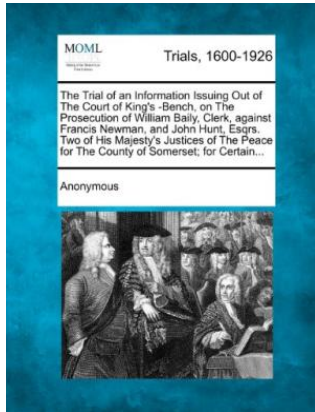 MOML
Trials, 1600-1926
The Trial of an Information Issuing Out of
The Court of King's -Bench, on The
Prosecution of William Baily, Clerk, against
Francis Newman, and John Hunt, Esqrs.
Two of His Majesty's Justices of The Peace
for The County of Somerset; for Certain...
Anonymous